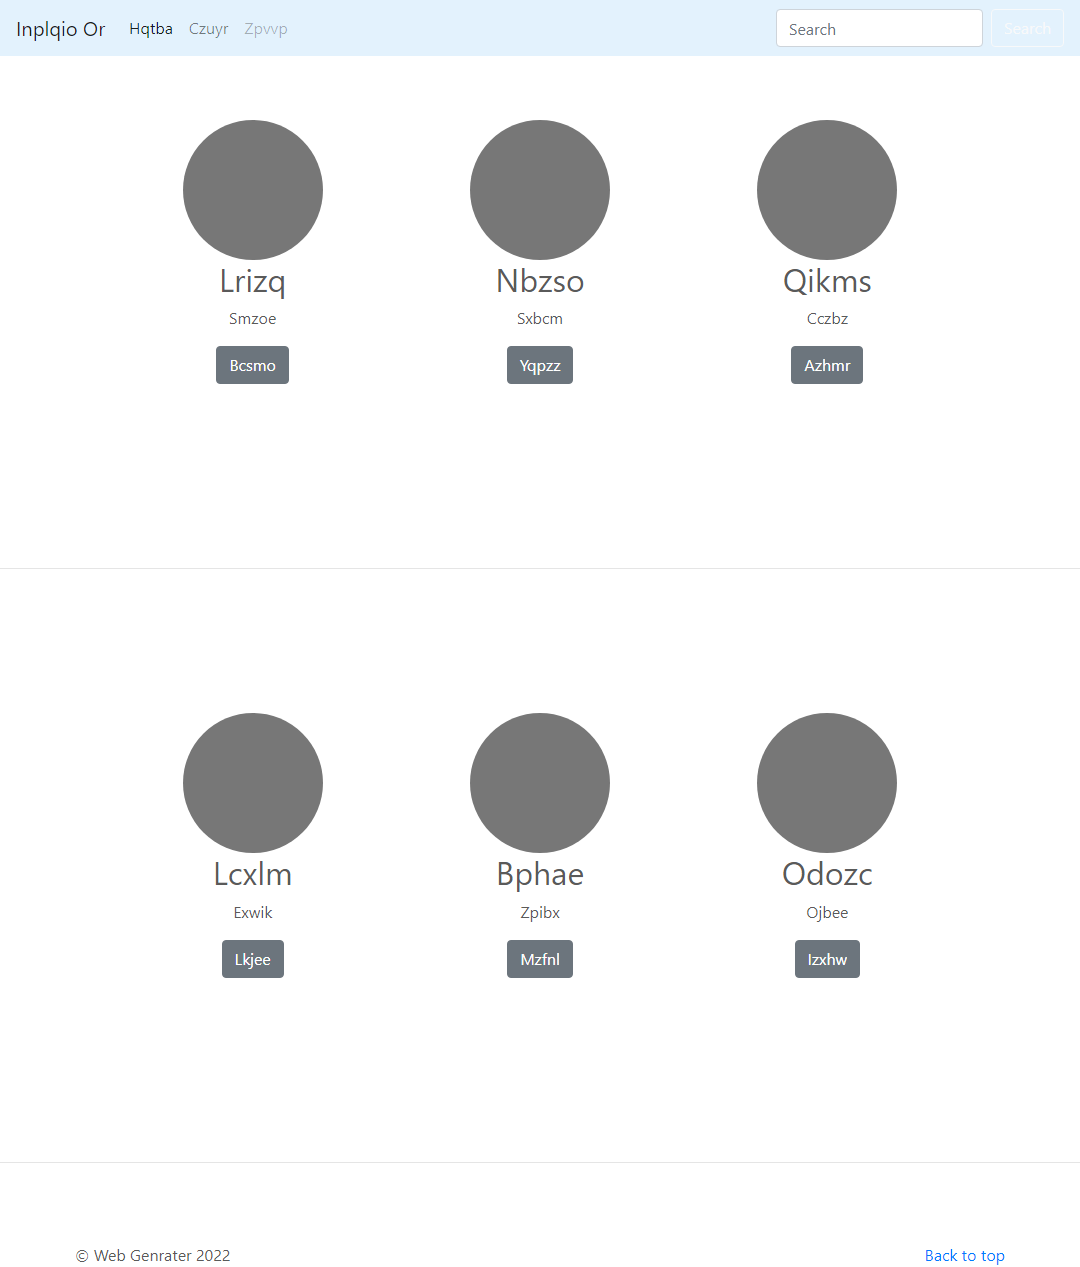 Inplqio Or Hqtba Czuyr Zpvvp Search Search
Lrizq Nbzso Qikms
Smzoe Sxbcm Cczbz
Bcsmo Yqpzz Azhmr
Lcxlm Bphae Odozc
Exwik Zpibx Ojbee
Lkjee Mzfnl Izxhw
© Web Genrater 2022 Back to top